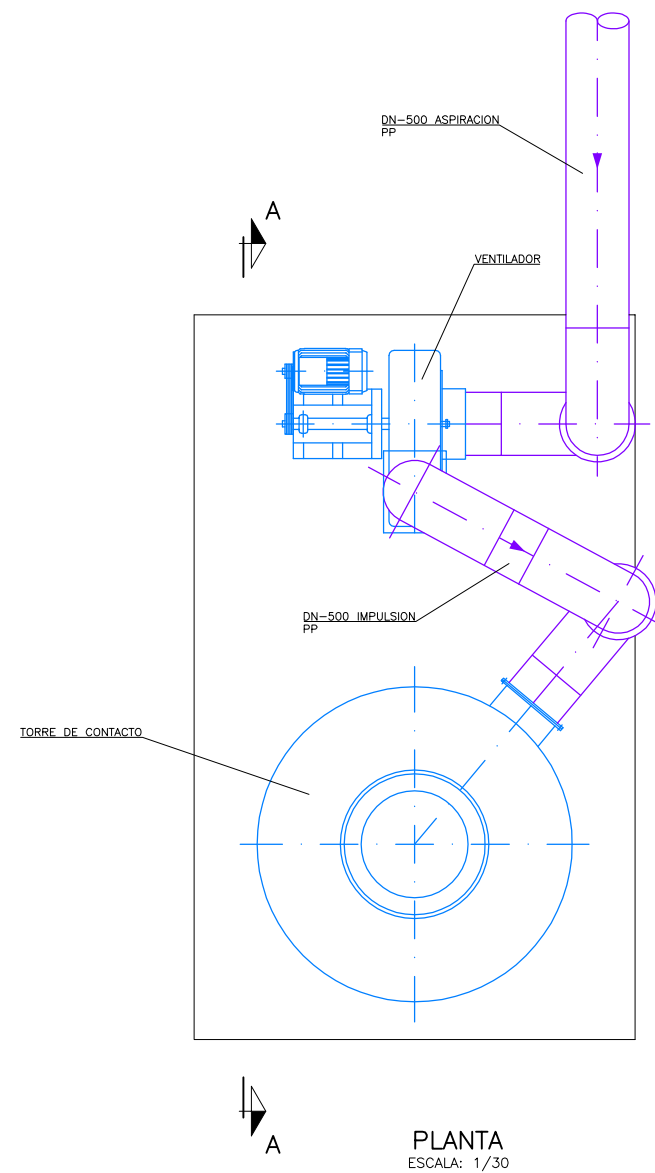 DN-500 ASPIRACION
PP
A
VENTILADOR
DN-500 IMPULSION
PP
TORRE DE CONTACTO
A
PLANTA
ESCALA: 1/30